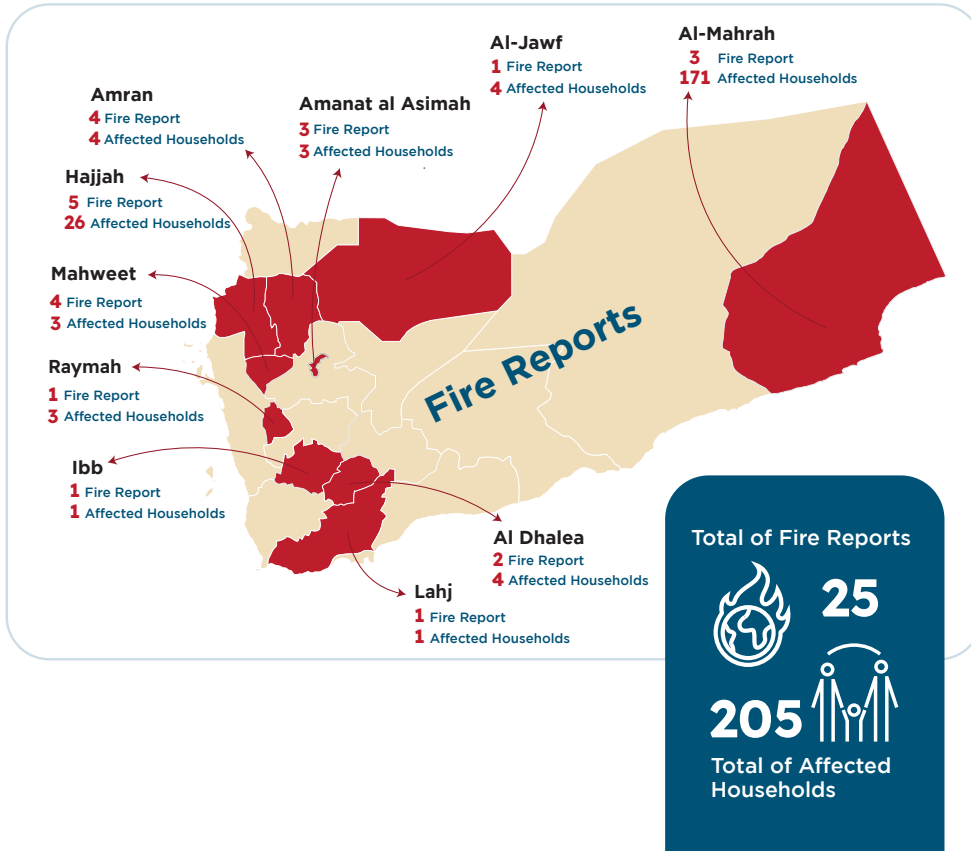 Al-Jawf
1 Fire Report
4 Affected Households
Al-Mahrah
3 Fire Report
171 Affected Households
Amran
4 Fire Report
4 Affected Households
Amanat al Asimah
3 Fire Report
3 Affected Households
Hajjah
5 Fire Report
26 Affected Households
Mahweet
4 Fire Report
3 Affected Households
Raymah
1 Fire Report
3 Affected Households
Fire Reports
Ibb
1 Fire Report
1 Affected Households
Al Dhalea
2 Fire Report
4 Affected Households
Lahj
1 Fire Report
1 Affected Households
Total of Fire Reports
25
205
Total of Affected
Households